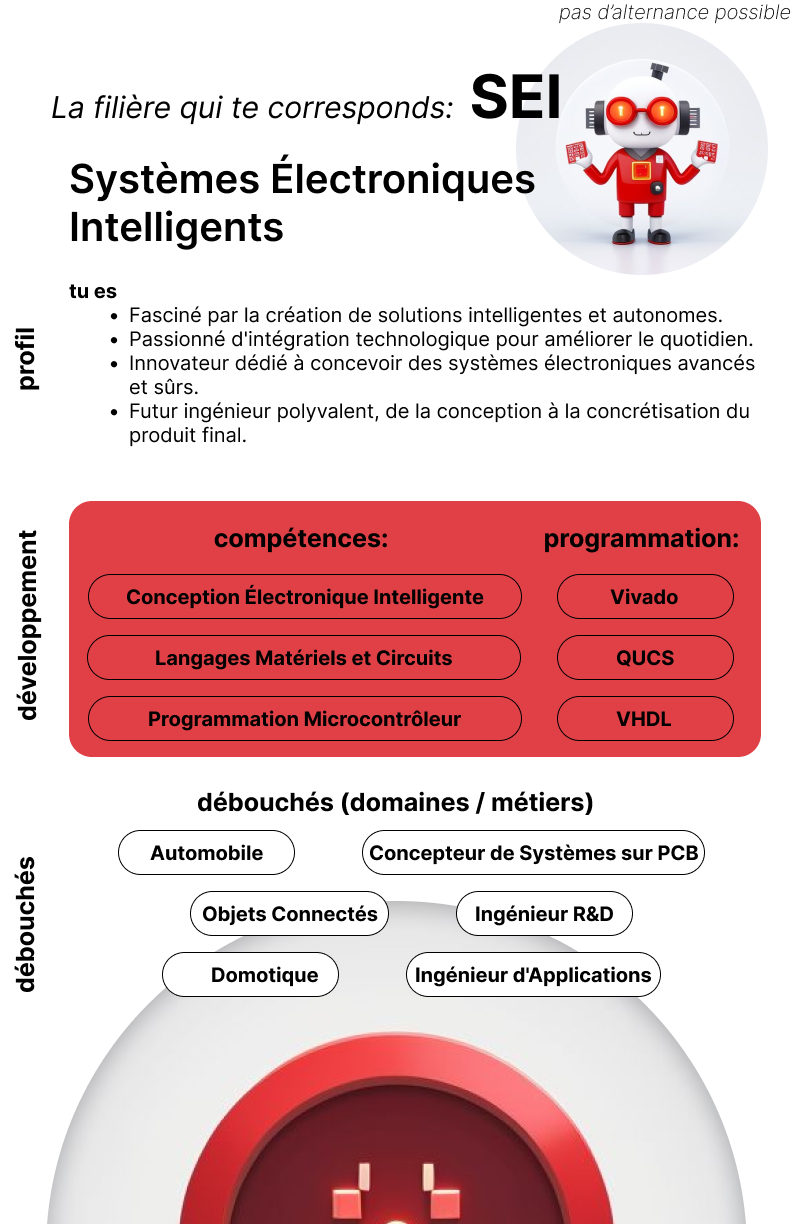 pas d'alternance possible
La filière qui te corresponds: SEI
Systèmes Électroniques
Intelligents
profil
tu es
• Fasciné par la création de solutions intelligentes et autonomes.
• Passionné d'intégration technologique pour améliorer le quotidien.
• Innovateur dédié à concevoir des systèmes électroniques avancés
et sûrs.
• Futur ingénieur polyvalent, de la conception à la concrétisation du
produit final.
développement
compétences: programmation:
Conception Électronique Intelligente Vivado
Langages Matériels et Circuits QUCS
Programmation Microcontrôleur VHDL
débouchés
débouchés (domaines / métiers)
Automobile Concepteur de Systèmes sur PCB
Objets Connectés Ingénieur R&D
Domotique Ingénieur d'Applications